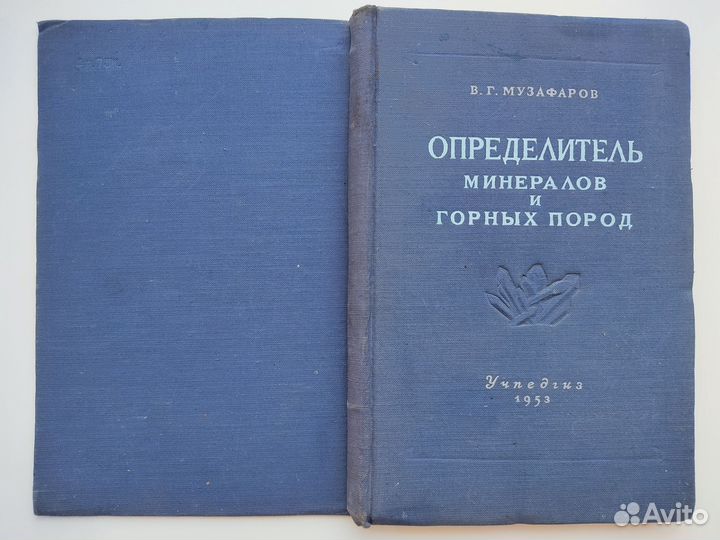 В. Г. МУЗАФАРОВ
ОПРЕДЕЛИТЕЛЬ
МИНЕРАЛОВ
И
ГОРНЫХ ПОРОД
Учпедгиз
1953
Avito